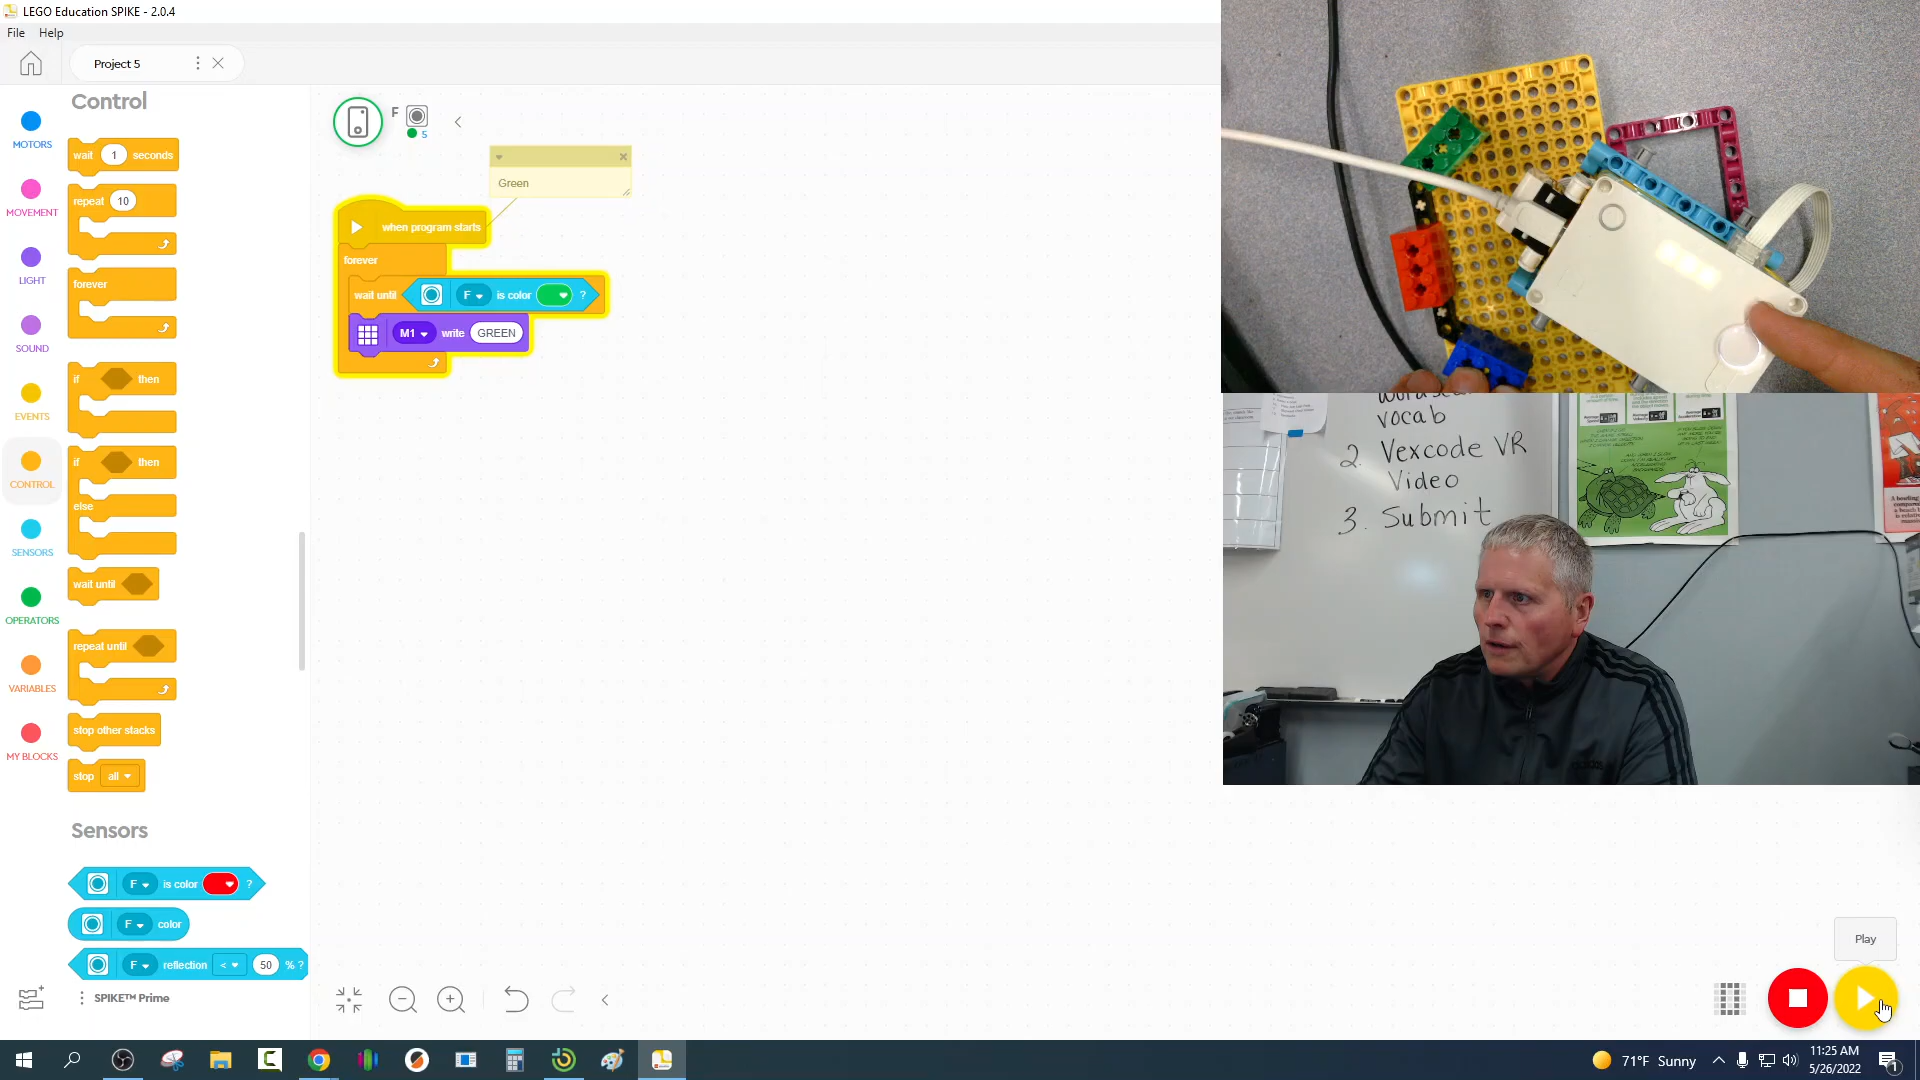 LEGO Education SPIKE - 2.0.4
File Help
Project 5
Control
MOTORS
MOVEMENT
LIGHT
SOUND
EVENTS
CONTROL
SENSORS
OPERATORS
VARIABLES
MY BLOCKS
wait 1 seconds
repeat 10
forever
if then
if then
else
wait until
repeat until
stop other stacks
stop all
Sensors
F is color ?
F color
F reflection < 50 % ?
SPIKE™ Prime
F
5
Green
when program starts
forever
wait until F is color ?
M1 write GREEN
vocab
2. Vexcode VR
Video
3. Submit
Play
71°F Sunny
11:25 AM
5/26/2022
1